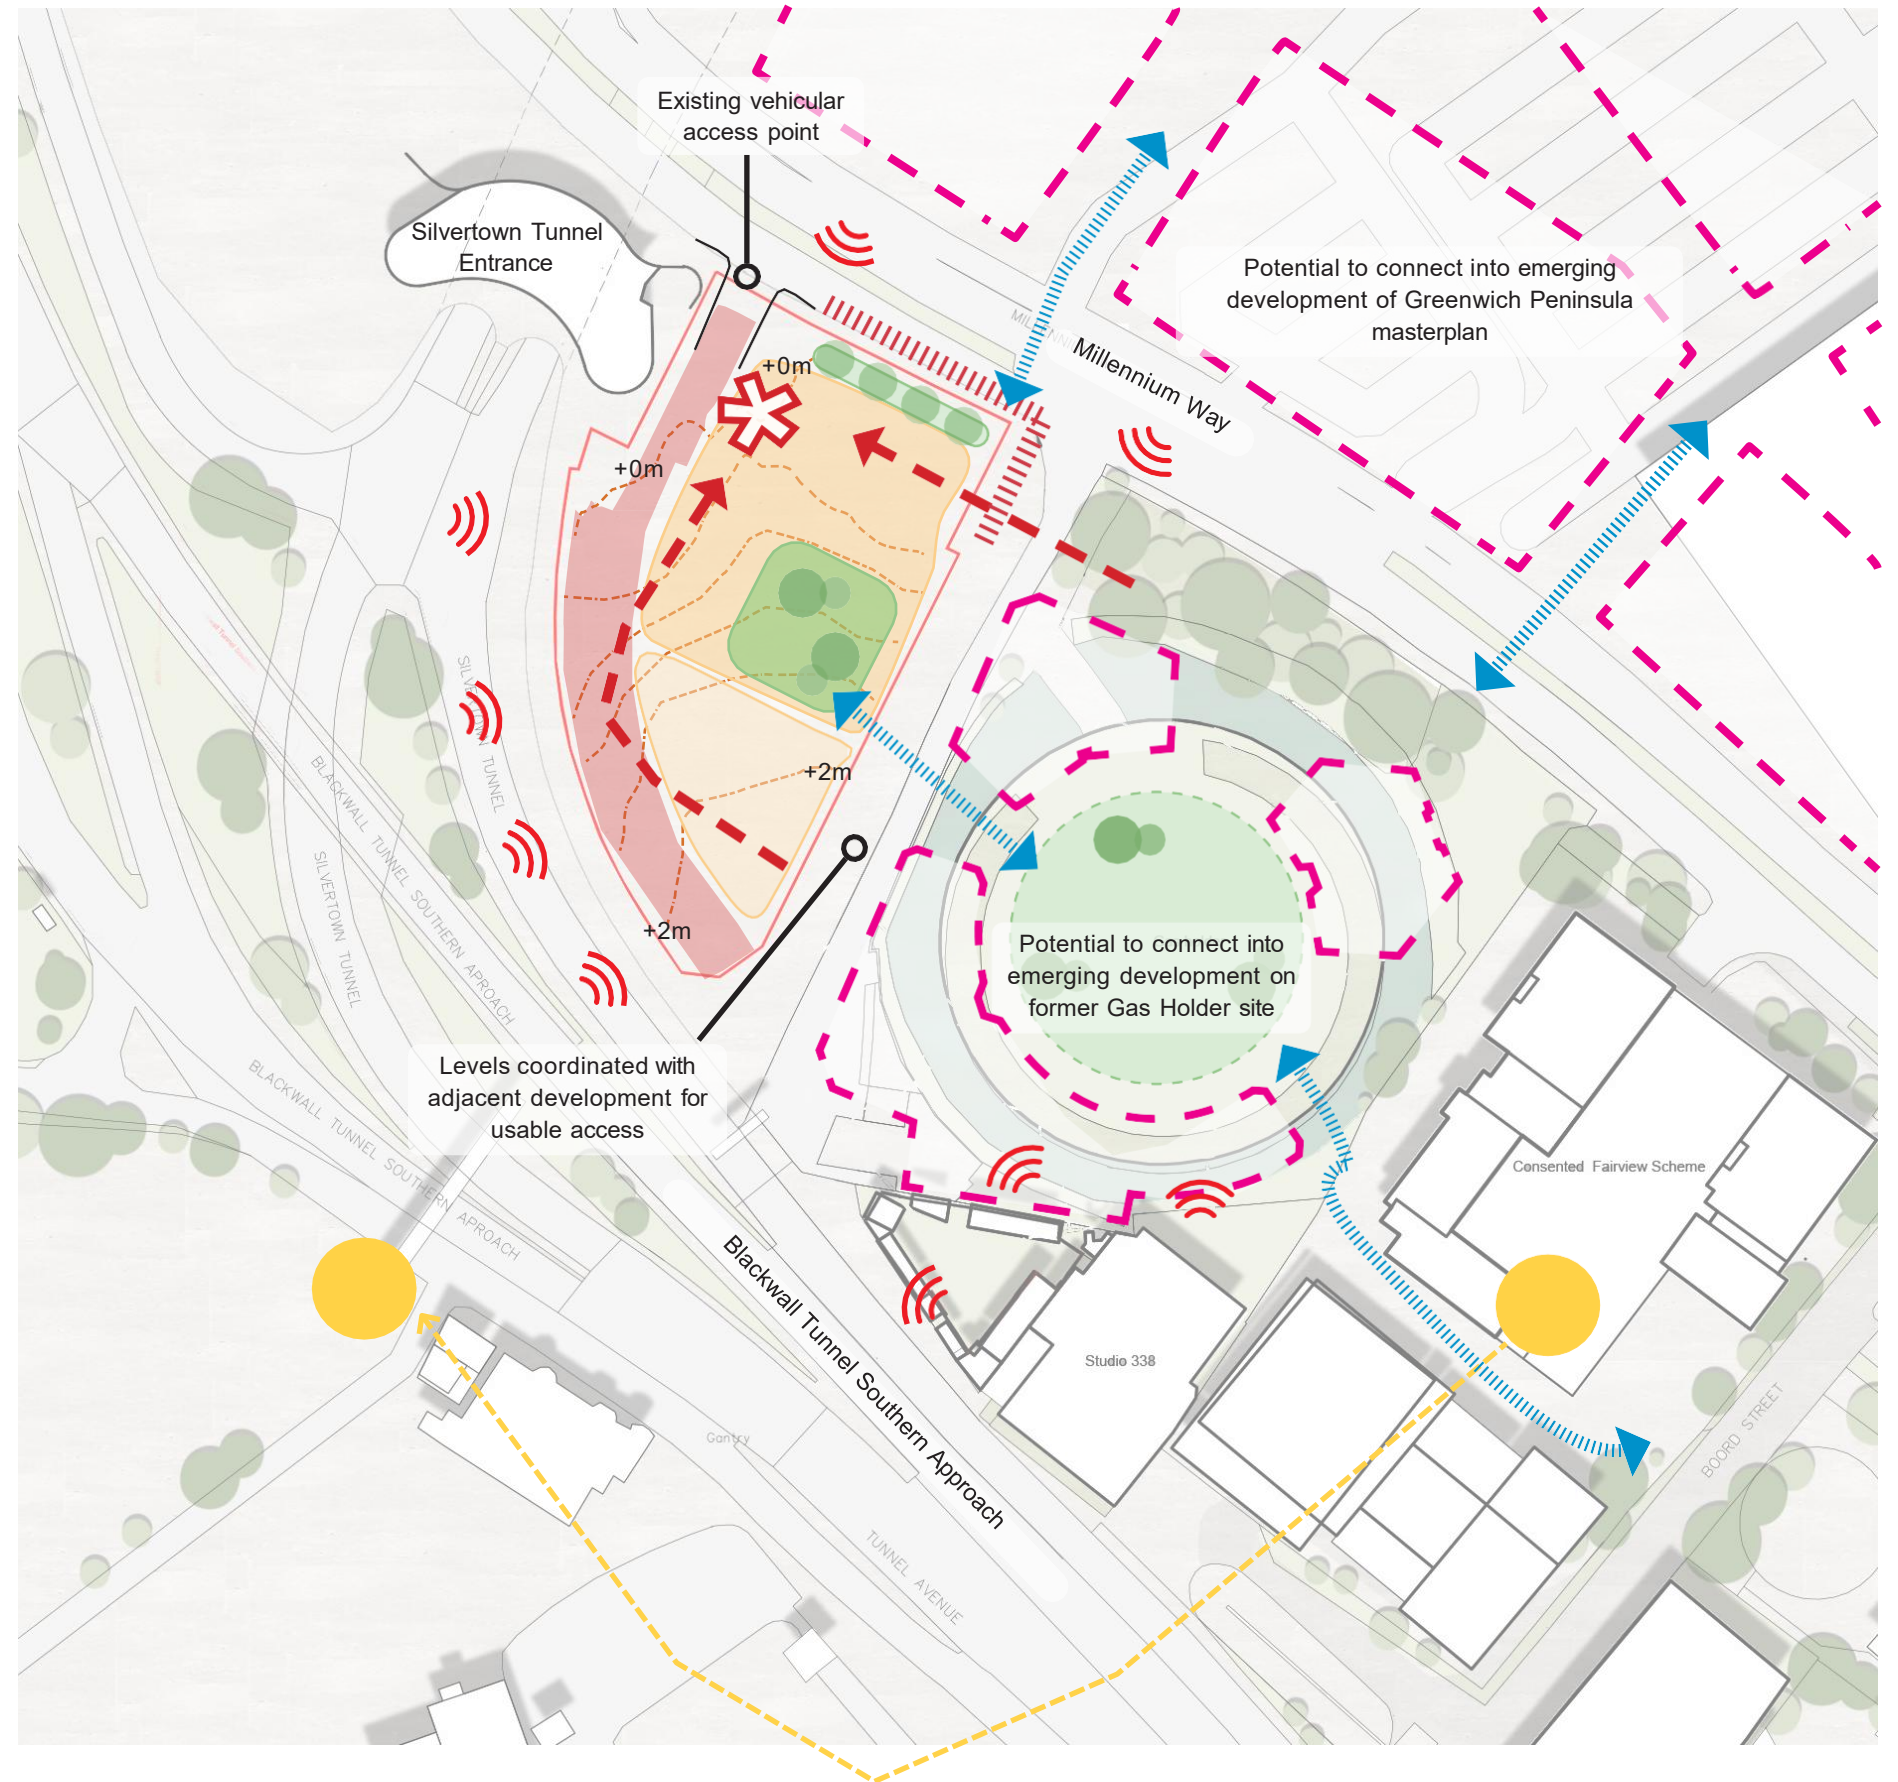 Existing vehicular
access point
Silvertown Tunnel
Entrance
Potential to connect into emerging
development of Greenwich Peninsula
masterplan
Millennium Way
+0m
+0m
SILVERTOWN TUNNEL
+2m
BLACKWALL TUNNEL SOUTHERN APROACH
SILVERTOWN TUNNEL
+2m
Potential to connect into
emerging development on
former Gas Holder site
Levels coordinated with
adjacent development for
usable access
BLACKWALL TUNNEL SOUTHERN APROACH
Consented Fairview Scheme
Blackwall Tunnel Southern Approach
Studio 338
Gantry
BOORD STREET
TUNNEL AVENUE